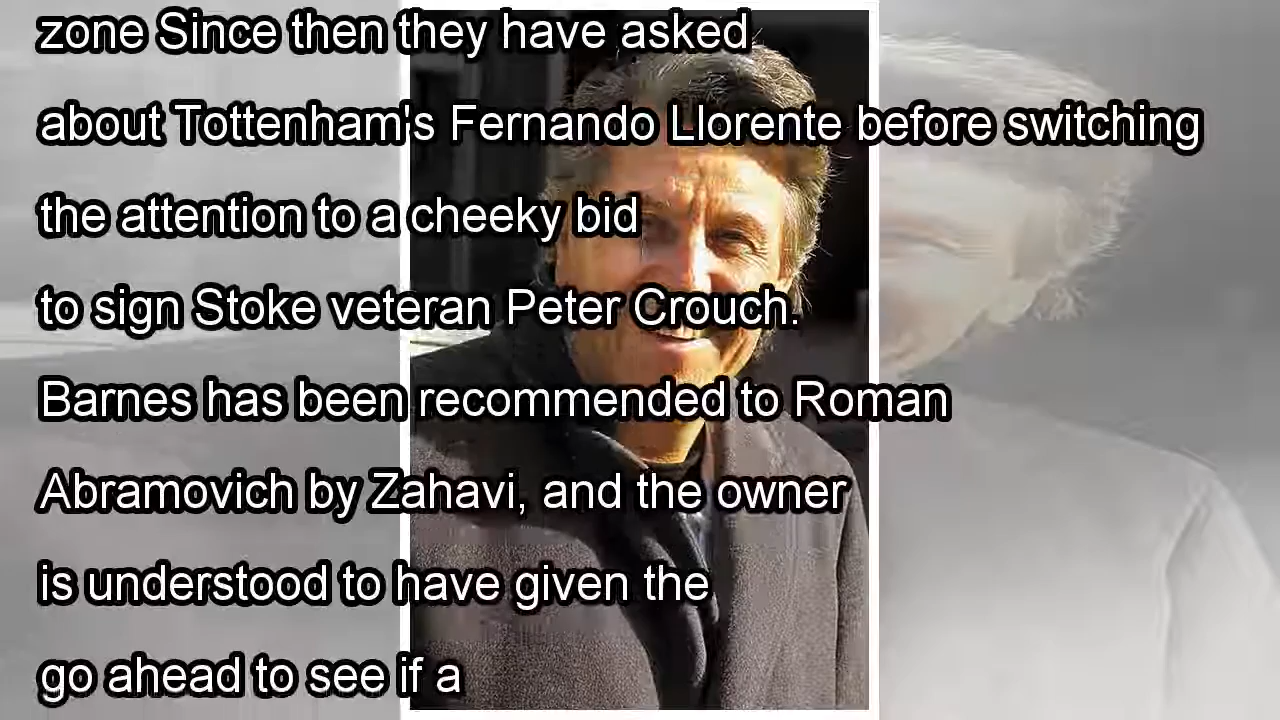 zone Since then they have asked
about Tottenham's Fernando Llorente before switching
the attention to a cheeky bid
to sign Stoke veteran Peter Crouch.
Barnes has been recommended to Roman
Abramovich by Zahavi, and the owner
is understood to have given the
go ahead to see if a